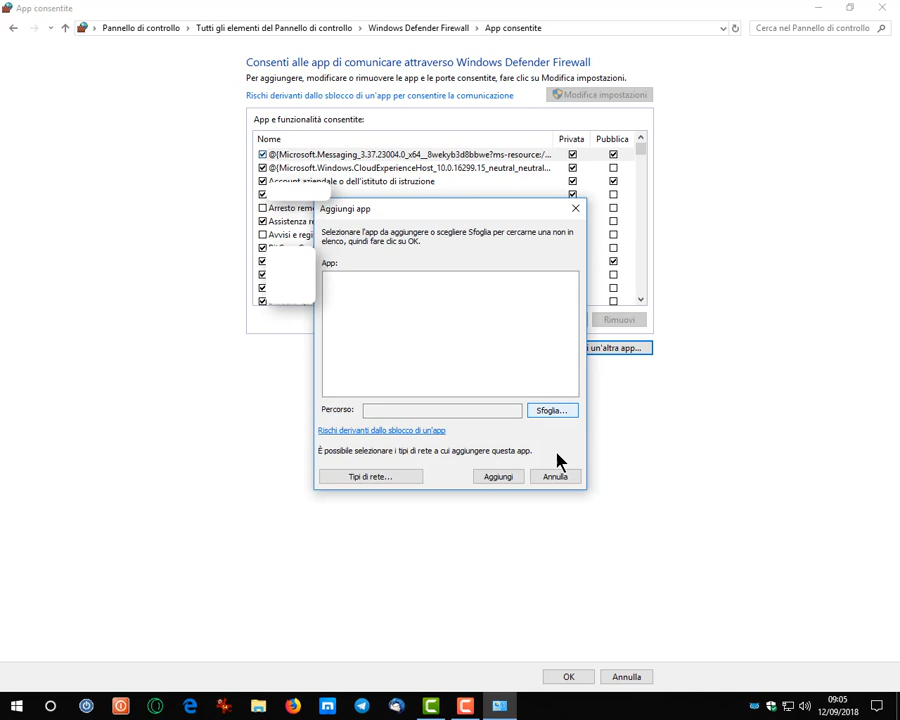 App consentite
Pannello di controllo › Tutti gli elementi del Pannello di controllo › Windows Defender Firewall › App consentite
Cerca nel Pannello di controllo
Consenti alle app di comunicare attraverso Windows Defender Firewall
Per aggiungere, modificare o rimuovere le app e le porte consentite, fare clic su Modifica impostazioni.
Rischi derivanti dallo sblocco di un'app per consentire la comunicazione
Modifica impostazioni
App e funzionalità consentite:
Nome Privata Pubblica
@{Microsoft.Messaging_3.37.23004.0_x64__8wekyb3d8bbwe?ms-resource:/...
@{Microsoft.Windows.CloudExperienceHost_10.0.16299.15_neutral_neutral...
Account aziendale o dell'istituto di istruzione
Arresto rem
Assistenza r
Avvisi e regi
Aggiungi app
Selezionare l'app da aggiungere o scegliere Sfoglia per cercarne una non in
elenco, quindi fare clic su OK.
App:
Rimuovi
un'altra app...
Percorso:
Sfoglia...
Rischi derivanti dallo sblocco di un'app
È possibile selezionare i tipi di rete a cui aggiungere questa app.
Tipi di rete...
Aggiungi
Annulla
OK
Annulla
09:05
12/09/2018